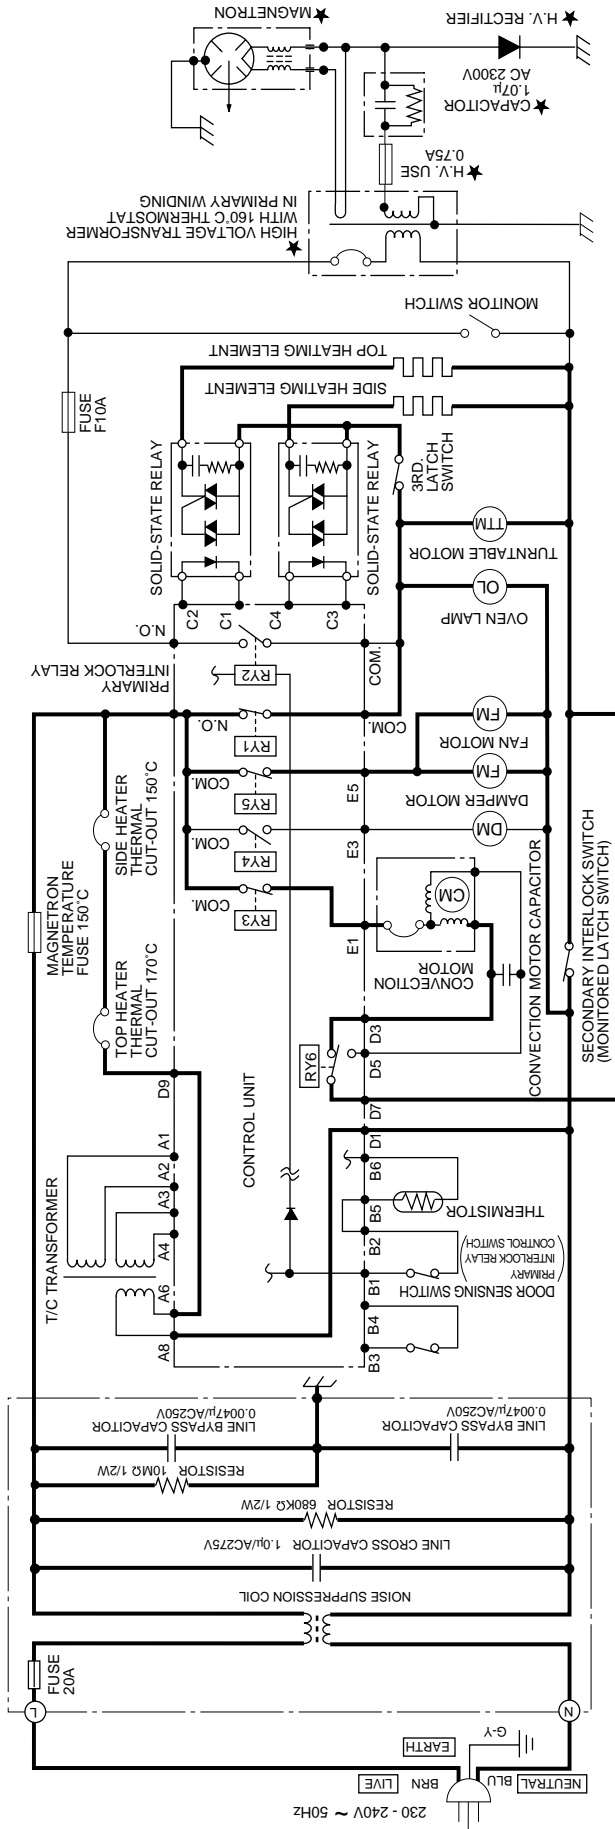 MAGNETRON
★
★ H.V. RECTIFIER
★ CAPACITOR
1.07µ
AC 2300V
H.V. USE ★
0.75A
HIGH VOLTAGE TRANSFORMER
WITH 160˚C THERMOSTAT
IN PRIMARY WINDING
★
MONITOR SWITCH
TOP HEATIMG ELEMENT
SIDE HEATING ELEMENT
FUSE
F10A
SOLID-STATE RELAY
SOLID-STATE RELAY
3RD.
LATCH
SWITCH
TTM
TURNTABLE MOTOR
OL
OVEN LAMP
C2
C1
C4
C3
N.O.
COM.
RY2
PRIMARY
INTERLOCK RELAY
N.O.
RY1
COM.
FM
FAN MOTOR
COM.
RY5
E5
FM
DAMPER MOTOR
COM.
RY4
E3
DM
COM.
RY3
E1
CM
CONVECTION
MOTOR
CONVECTION MOTOR CAPACITOR
SECONDARY INTERLOCK SWITCH
(MONITORED LATCH SWITCH)
MAGNETRON
TEMPERATURE
FUSE 150˚C
SIDE HEATER
THERMAL
CUT-OUT 150˚C
TOP HEATER
THERMAL
CUT-OUT 170˚C
D9
D3
D5
D7
D1
RY6
CONTROL UNIT
T/C TRANSFORMER
A1
A2
A3
A4
A6
A8
B6
B5
B2
B1
B4
B3
THERMISTOR
DOOR SENSING SWITCH
(PRIMARY
INTERLOCK RELAY
CONTROL SWITCH)
LINE BYPASS CAPACITOR
0.0047µ/AC250V
LINE BYPASS CAPACITOR
0.0047µ/AC250V
RESISTOR 10MΩ 1/2W
RESISTOR 680KΩ 1/2W
LINE CROSS CAPACITOR 1.0µ/AC275V
NOISE SUPPRESSION COIL
FUSE
20A
L
N
G-Y
EARTH
NEUTRAL
BLU
BRN
LIVE
230 - 240V ~ 50Hz